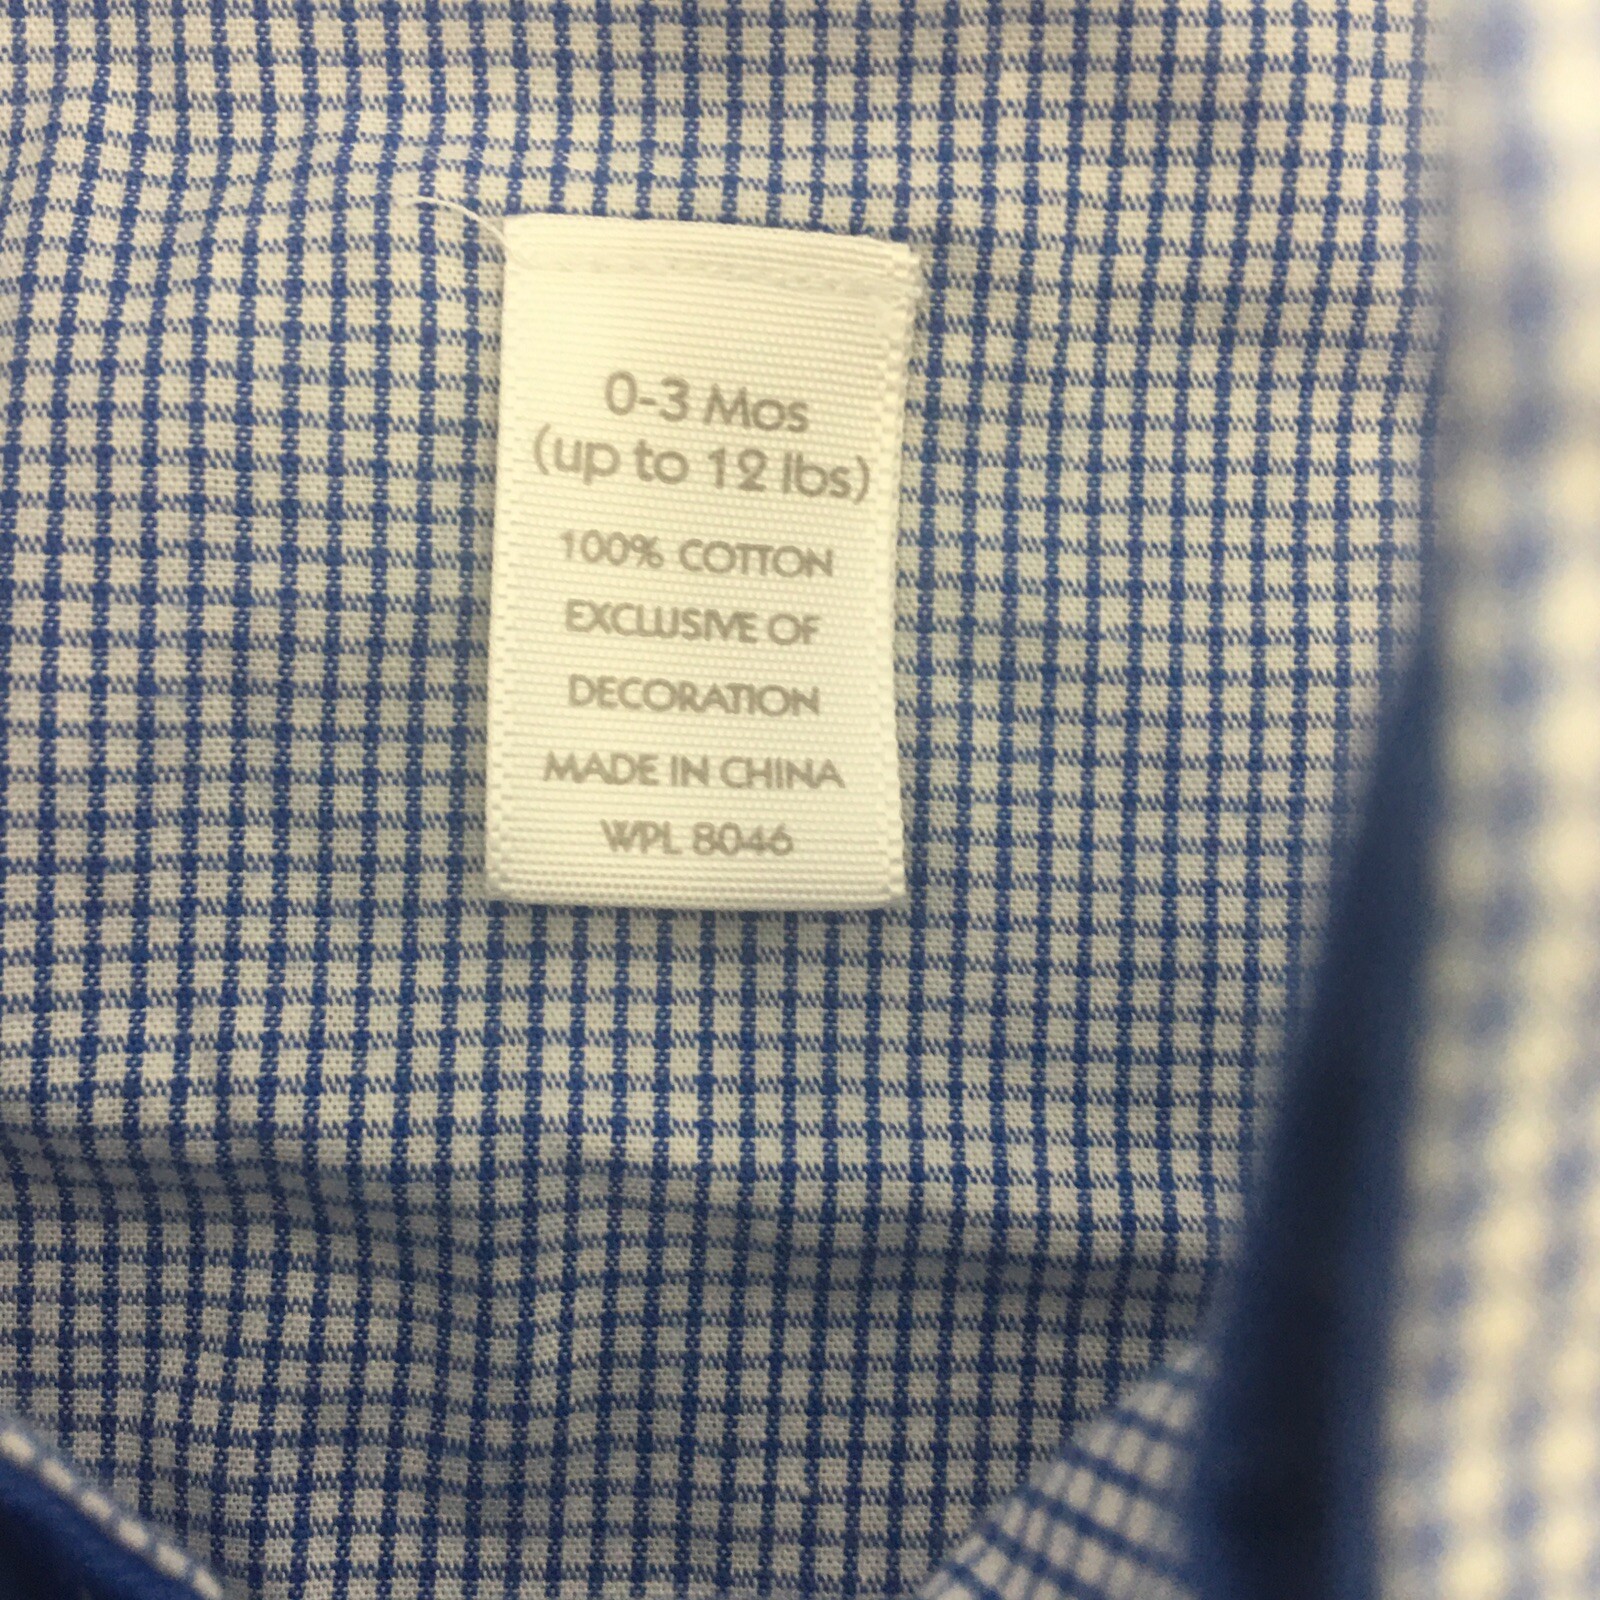 0-3 Mos
(up to 12 lbs)
100% COTTON
EXCLUSIVE OF
DECORATION
MADE IN CHINA
WPL 8046